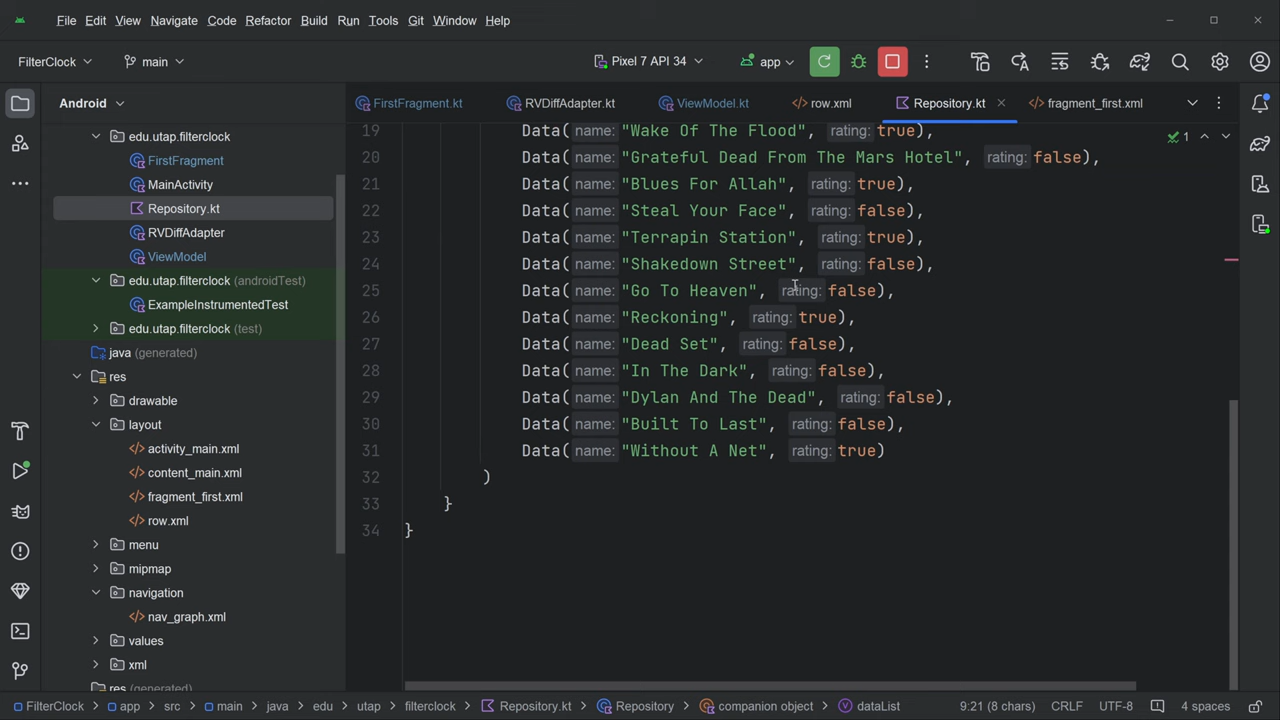 File Edit View Navigate Code Refactor Build Run Tools Git Window Help
FilterClock main Pixel 7 API 34 app
Android
FirstFragment.kt RVDiffAdapter.kt ViewModel.kt row.xml Repository.kt fragment_first.xml
edu.utap.filterclock
FirstFragment
MainActivity
Repository.kt
RVDiffAdapter
ViewModel
edu.utap.filterclock (androidTest)
ExampleInstrumentedTest
edu.utap.filterclock (test)
java (generated)
res
drawable
layout
activity_main.xml
content_main.xml
fragment_first.xml
row.xml
menu
mipmap
navigation
nav_graph.xml
values
xml
res (generated)
19 Data( name: "Wake Of The Flood", rating: true),
20 Data( name: "Grateful Dead From The Mars Hotel", rating: false),
21 Data( name: "Blues For Allah", rating: true),
22 Data( name: "Steal Your Face", rating: false),
23 Data( name: "Terrapin Station", rating: true),
24 Data( name: "Shakedown Street", rating: false),
25 Data( name: "Go To Heaven", rating: false),
26 Data( name: "Reckoning", rating: true),
27 Data( name: "Dead Set", rating: false),
28 Data( name: "In The Dark", rating: false),
29 Data( name: "Dylan And The Dead", rating: false),
30 Data( name: "Built To Last", rating: false),
31 Data( name: "Without A Net", rating: true)
32 )
33 }
34 }
1
FilterClock app src main java edu utap filterclock Repository.kt Repository companion object dataList 9:21 (8 chars) CRLF UTF-8 4 spaces